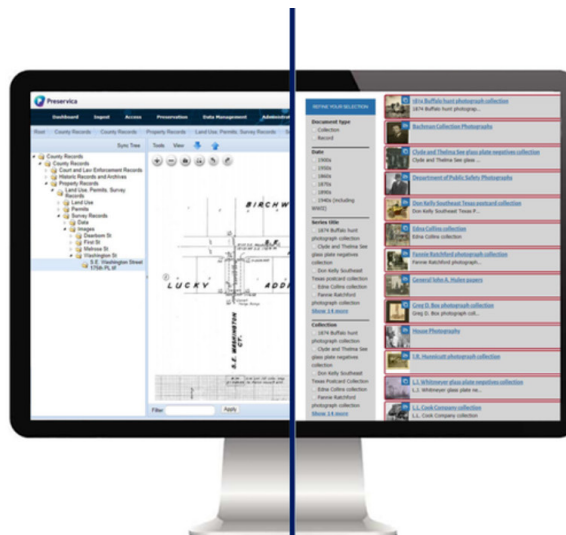 Preservica
Dashboard Ingest Access Preservation Data Management
Root County Records County Records Property Records Land Use, Permits, Survey Records
Sync Tree Tools View
County Records
County Records
Court and Law Enforcement Records
Historic Records and Archives
Property Records
Land Use, Permits, Survey
Records
Land Use
Permits
Survey Records
Data
Images
Dearborn St
First St
Melrose St
Washington St
S.E. Washington Street
175th PL tif
BIRCHW
S.E.
LUCKY ADD
S.E. WASHINGTON
CT.
Filter Apply
REFINE YOUR SELECTION
Document type
Collection
Record
Date
1500s
1550s
1860s
1870s
1890s
1940s (including
WWII)
Series title
1874 Buffalo hunt
photograph collection
Clyde and Thelma See
glass plate negatives
collection
Don Kelly Southeast
Texas postcard collection
Edna Collins collection
Fannie Ratchford
photograph collection
Show 14 more
Collection
1874 Buffalo hunt
photograph collection
Clyde and Thelma See
glass plate negatives
collection
Don Kelly Southeast
Texas Postcard Collection
Edna Collins collection
Fannie Ratchford
photograph collection
Show 14 more
1874 Buffalo hunt photograph collection
1874 Buffalo hunt photograp...
Bachman Collection Photographs
Clyde and Thelma See glass plate negatives collection
Clyde and Thelma See glass ...
Department of Public Safety Photographs
Don Kelly Southeast Texas postcard collection
Don Kelly Southeast Texas P...
Edna Collins collection
Edna Collins collection
Fannie Ratchford photograph collection
Fannie Ratchford photograph...
General John A. Hulen papers
Greg D. Box photograph collection
Greg D. Box photograph coll...
House Photography
J.R. Hunnicutt photograph collection
L.J. Whitmeyer glass plate negatives collection
L.J. Whitmeyer glass plate ne...
L.L. Cook Company collection
L.L. Cook Company collection